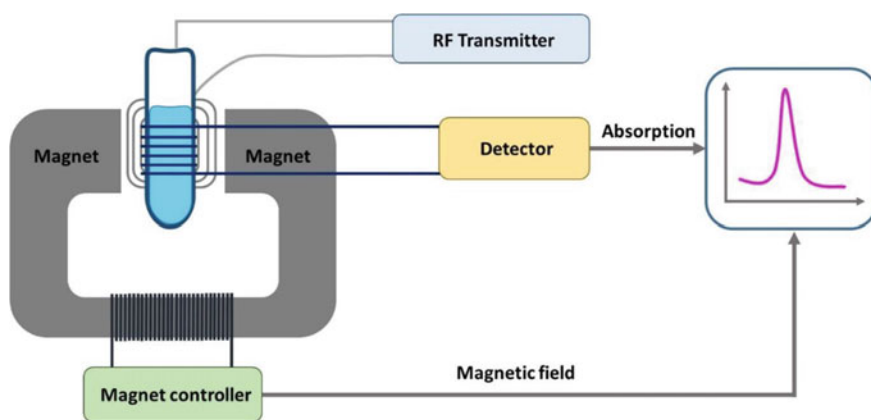 RF Transmitter
Magnet
Magnet
Detector
Absorption
Magnetic field
Magnet controller